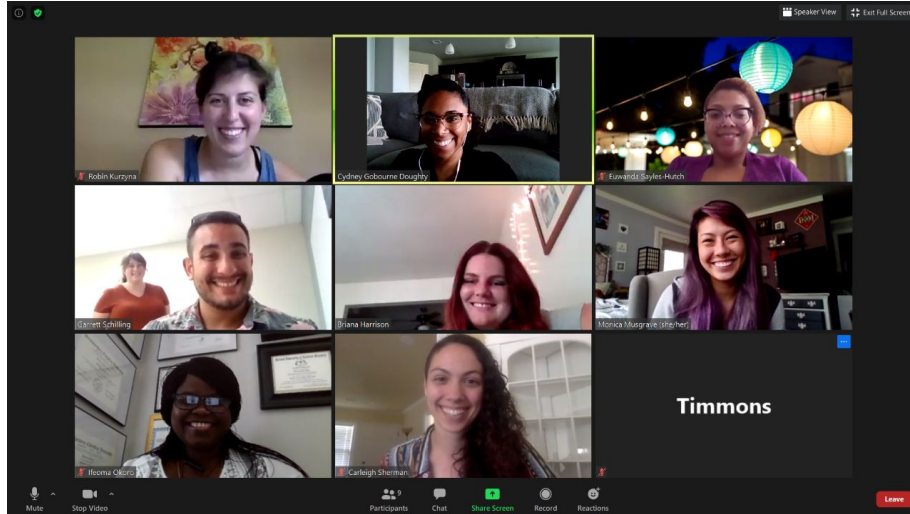 Speaker View
Exit Full Screen
Robin Kurzyna
Cydney Gobourne Doughty
Euwanda Sayles-Hutch
Garrett Schilling
Briana Harrison
Monica Musgrave (she/her)
Ifeoma Okoro
Carleigh Sherman
Timmons
Mute
Stop Video
9
Participants
Chat
Share Screen
Record
Reactions
Leave